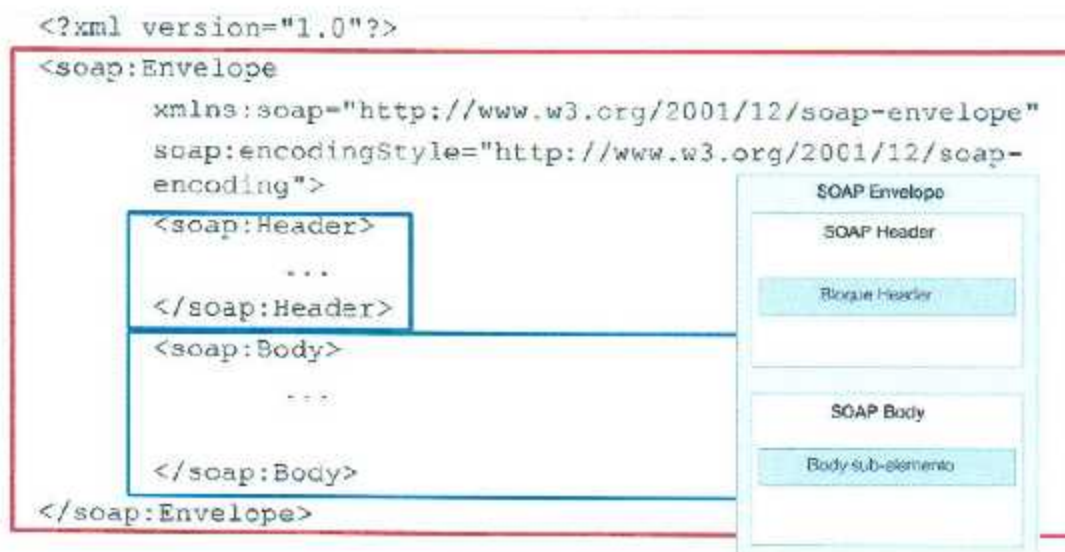 <?xml version="1.0"?>
<soap:Envelope
xmlns:soap="http://www.w3.org/2001/12/soap-envelope"
soap:encodingStyle="http://www.w3.org/2001/12/soap-
encoding">
<soap:Header>
...
</soap:Header>
<soap:Body>
...
</soap:Body>
</soap:Envelope>
SOAP Envelope
SOAP Header
Bloque Header
SOAP Body
Body sub-elemento